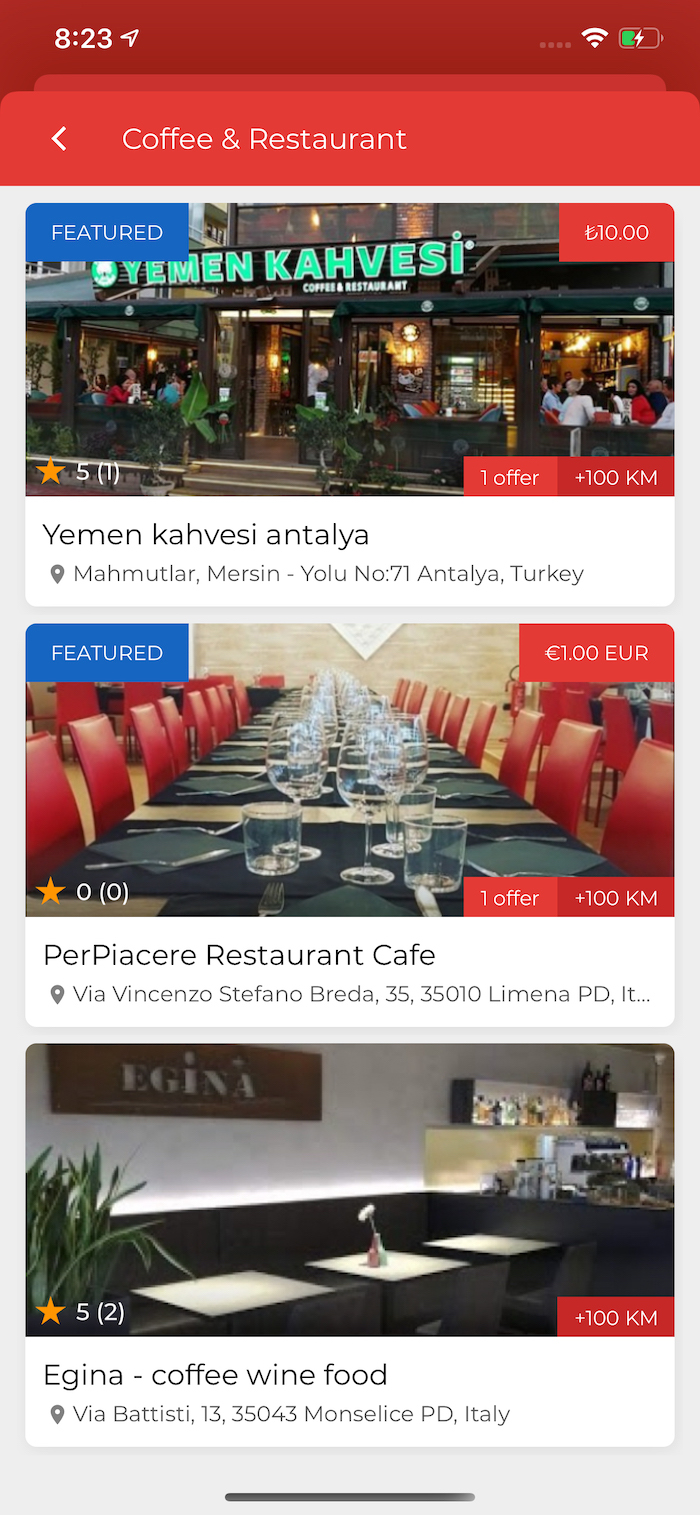 8:23
Coffee & Restaurant
FEATURED
₺10.00
YEMEN KAHVESİ
COFFEE & RESTAURANT
5 (1)
1 offer
+100 KM
Yemen kahvesi antalya
Mahmutlar, Mersin - Yolu No:71 Antalya, Turkey
FEATURED
€1.00 EUR
0 (0)
1 offer
+100 KM
PerPiacere Restaurant Cafe
Via Vincenzo Stefano Breda, 35, 35010 Limena PD, It...
EGINA
5 (2)
+100 KM
Egina - coffee wine food
Via Battisti, 13, 35043 Monselice PD, Italy